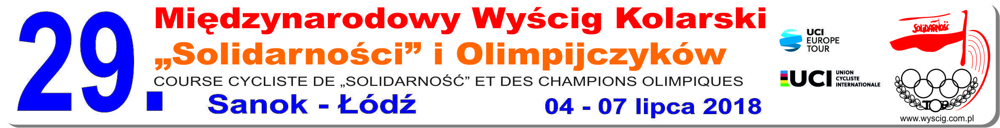 29.
Międzynarodowy Wyścig Kolarski
„Solidarności” i Olimpijczyków
COURSE CYCLISTE DE „SOLIDARNOŚĆ” ET DES CHAMPIONS OLIMPIQUES
Sanok - Łódź
04 - 07 lipca 2018
UCI
EUROPE
TOUR
UCI
UNION
CYCLISTE
INTERNATIONALE
SOLIDARNOŚĆ
www.wyscig.com.pl